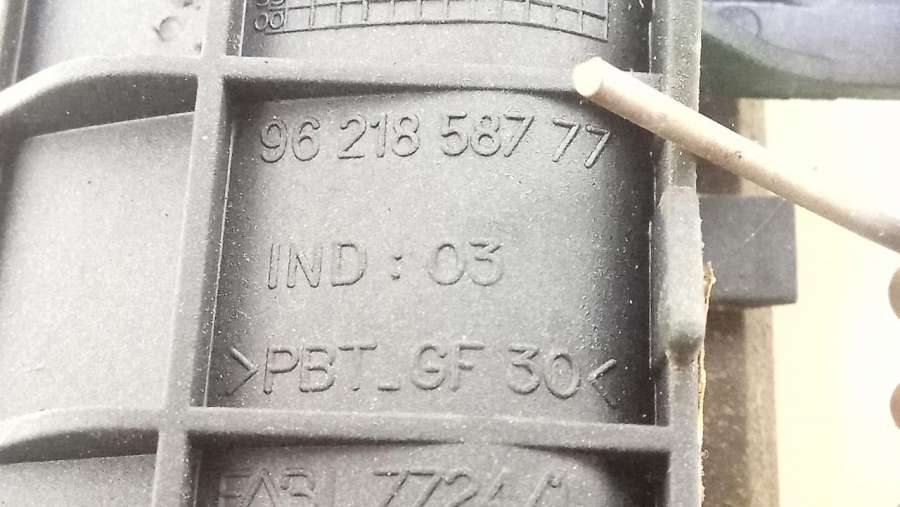 96 218 587 77
IND : 03
>PBT_GF 30<